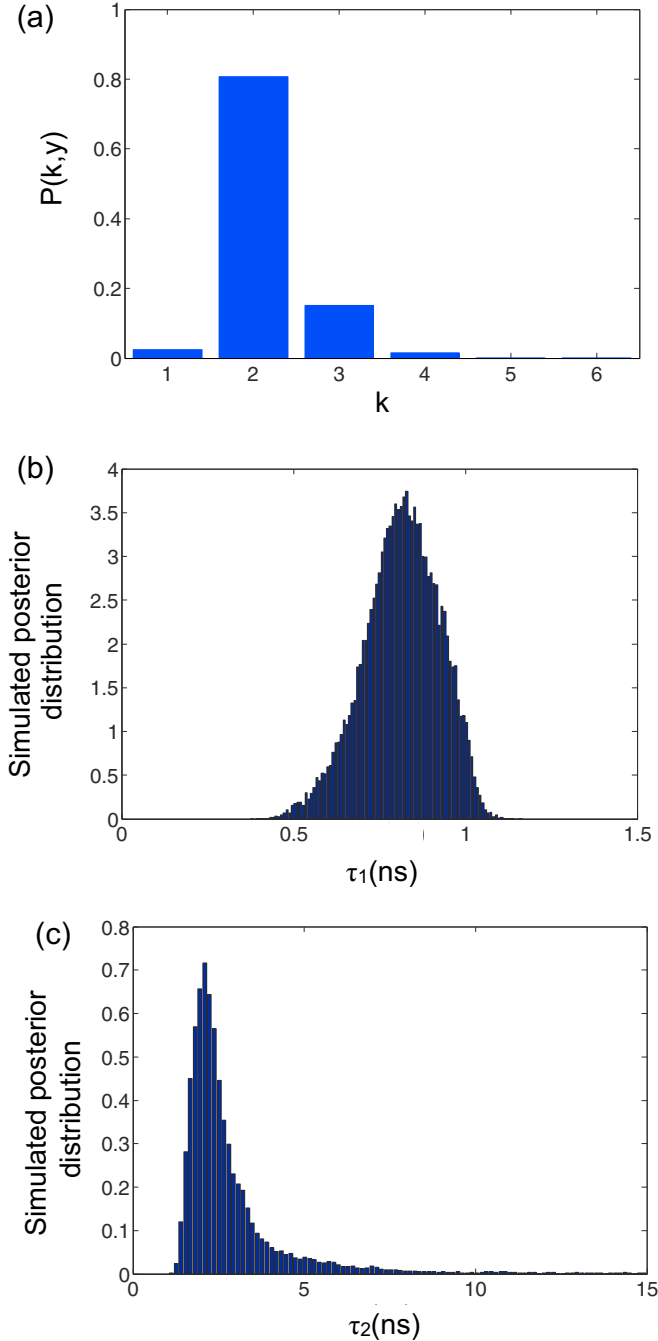 (a)
1
0.8
0.6
0.4
0.2
0
P(k,y)
1 2 3 4 5 6
k
(b)
4
3.5
3
2.5
2
1.5
1
0.5
0
Simulated posterior
distribution
0 0.5 1 1.5
τ1(ns)
(c)
0.8
0.7
0.6
0.5
0.4
0.3
0.2
0.1
0
Simulated posterior
distribution
0 5 10 15
τ2(ns)